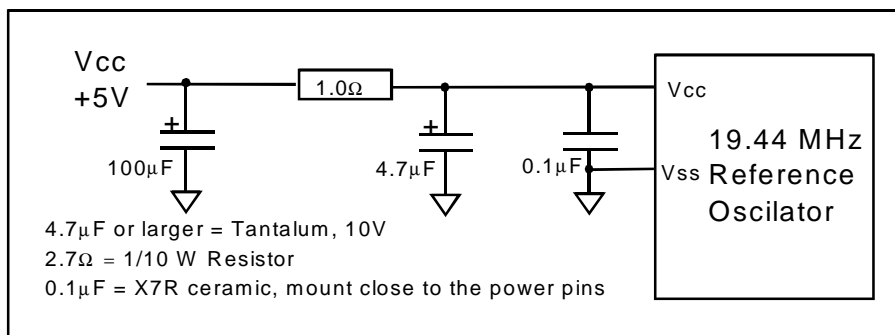 Vcc
+5V
1.0Ω
+
100μF
+
4.7μF
0.1μF
Vcc
Vss
19.44 MHz
Reference
Oscilator
4.7μF or larger = Tantalum, 10V
2.7Ω = 1/10 W Resistor
0.1μF = X7R ceramic, mount close to the power pins